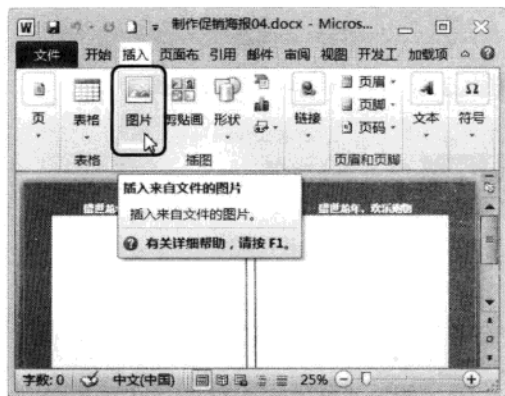 制作促销海报04.docx - Micros...
文件 开始 插入 页面布 引用 邮件 审阅 视图 开发工 加载项
页 表格 图片 剪贴画 形状 链接 页眉 页脚 页码 文本 符号
表格 插图 页眉和页脚
插入来自文件的图片
插入来自文件的图片。
有关详细帮助，请按 F1。
字数: 0 中文(中国) 25%